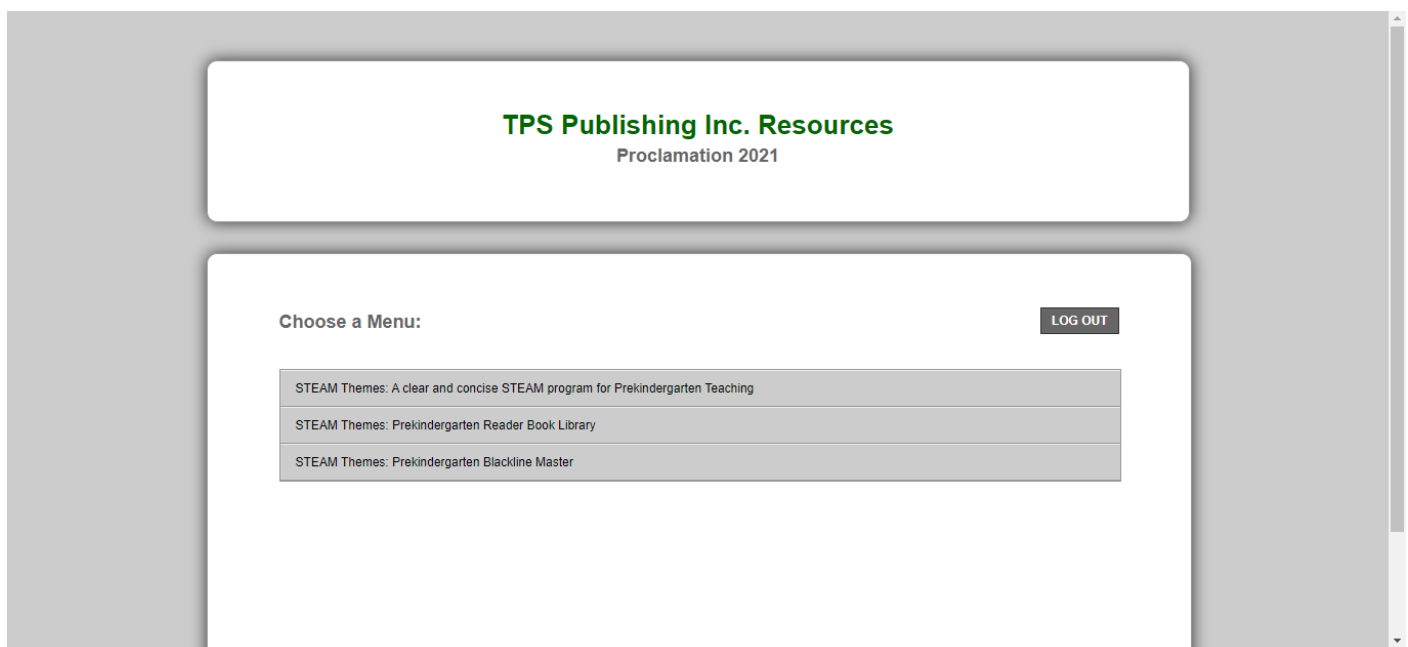 TPS Publishing Inc. Resources
Proclamation 2021
Choose a Menu:
LOG OUT
STEAM Themes: A clear and concise STEAM program for Prekindergarten Teaching
STEAM Themes: Prekindergarten Reader Book Library
STEAM Themes: Prekindergarten Blackline Master